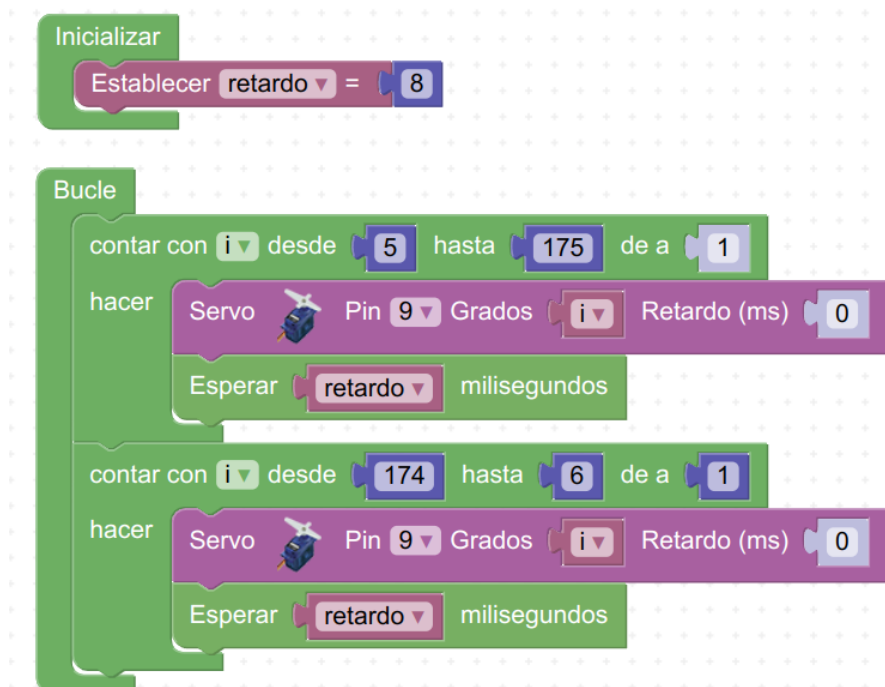 Inicializar
Establecer retardo = 8
Bucle
contar con i desde 5 hasta 175 de a 1
hacer
Servo Pin 9 Grados i Retardo (ms) 0
Esperar retardo milisegundos
contar con i desde 174 hasta 6 de a 1
hacer
Servo Pin 9 Grados i Retardo (ms) 0
Esperar retardo milisegundos